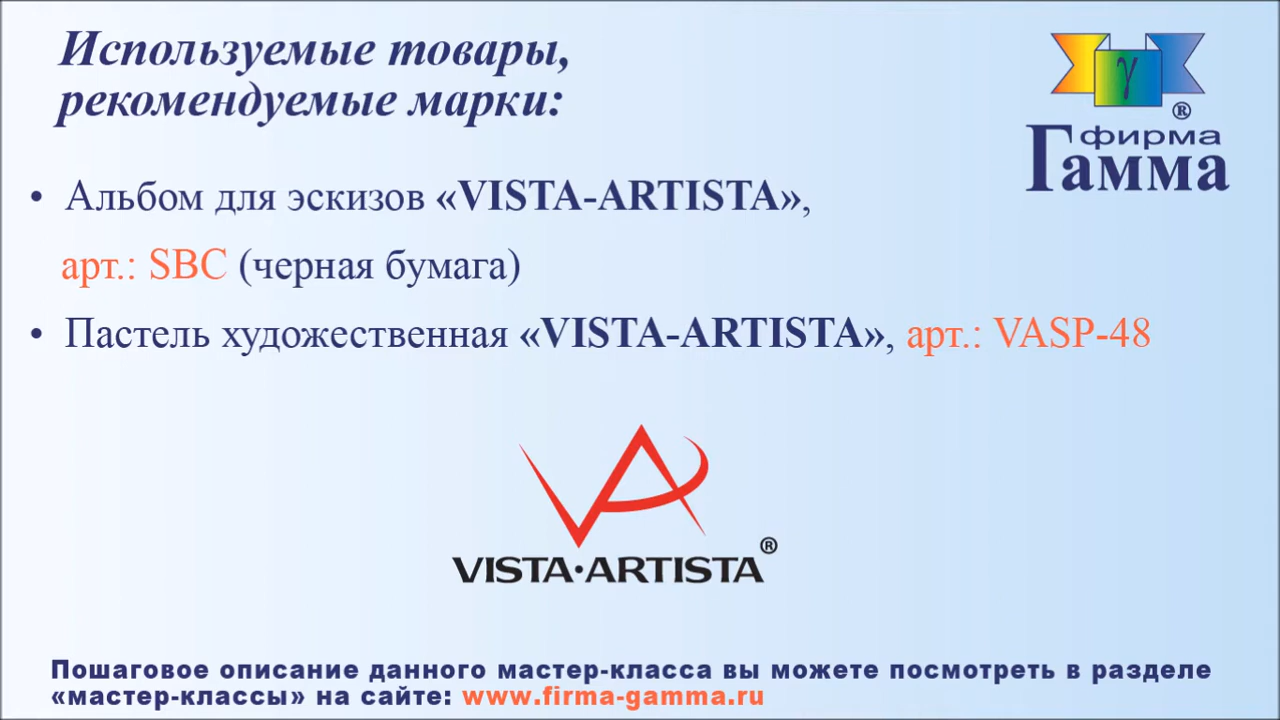 Используемые товары,
рекомендуемые марки:
γ
®
фирма
Гамма
• Альбом для эскизов «VISTA-ARTISTA»,
арт.: SBC (черная бумага)
• Пастель художественная «VISTA-ARTISTA», арт.: VASP-48
VISTA·ARTISTA®
Пошаговое описание данного мастер-класса вы можете посмотреть в разделе
«мастер-классы» на сайте: www.firma-gamma.ru